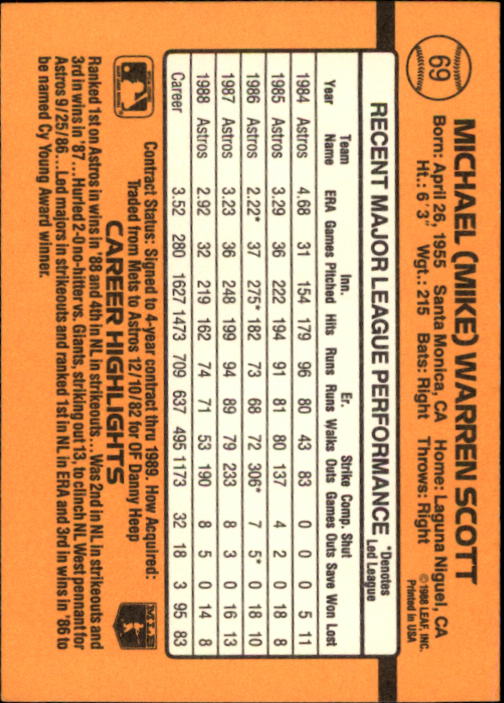 69
MICHAEL (MIKE) WARREN SCOTT
Born: April 26, 1955 Santa Monica, CA Home: Laguna Niguel, CA
Ht.: 6'3" Wgt.: 215 Bats: Right Throws: Right
©1988 LEAF, INC.
Printed in USA
RECENT MAJOR LEAGUE PERFORMANCE
*Denotes
Led League
Team Inn. Er. Strike Comp. Shut
Year Name ERA Games Pitched Hits Runs Runs Walks Outs Games Outs Save Won Lost
1984 Astros 4.68 31 154 179 96 80 43 83 0 0 0 5 11
1985 Astros 3.29 36 222 194 91 81 80 137 4 2 0 18 8
1986 Astros 2.22* 37 275* 182 73 68 72 306* 7 5* 0 18 10
1987 Astros 3.23 36 248 199 94 89 79 233 8 3 0 16 13
1988 Astros 2.92 32 219 162 74 71 53 190 8 5 0 14 8
Career 3.52 280 1627 1473 709 637 495 1173 32 18 3 95 83
Contract Status: Signed to 4-year contract thru 1989. How Acquired:
Traded from Mets to Astros 12/10/82 for OF Danny Heep
MLB
CAREER HIGHLIGHTS
Ranked 1st on Astros in wins in '88 and 4th in NL in strikeouts... Was 2nd in NL in strikeouts and
3rd in wins in '87... Hurled 2-0 no-hitter vs. Giants, striking out 13, to clinch NL West pennant for
Astros 9/25/86... Led majors in strikeouts and ranked 1st in NL in ERA and 3rd in wins in '86 to
be named Cy Young Award winner.